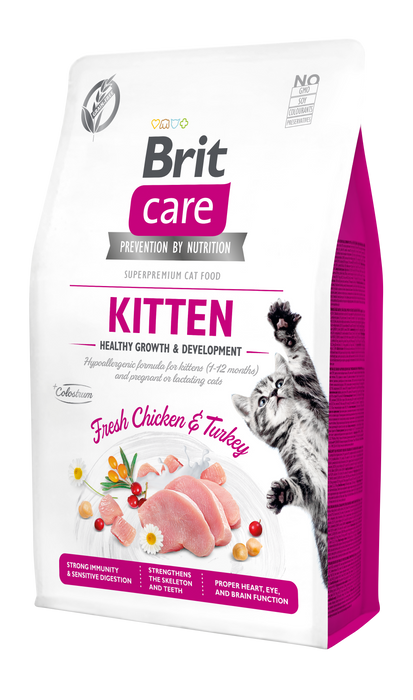 NO
GMO
SOY
COLOURANTS
PRESERVATIVES
Brit
care
PREVENTION BY NUTRITION
SUPERPREMIUM CAT FOOD
KITTEN
HEALTHY GROWTH & DEVELOPMENT
Hypoallergenic formula for kittens (1-12 months)
and pregnant or lactating cats
+Colostrum
Fresh Chicken & Turkey
STRONG IMMUNITY
& SENSITIVE DIGESTION
STRENGTHENS
THE SKELETON
AND TEETH
PROPER HEART, EYE,
AND BRAIN FUNCTION